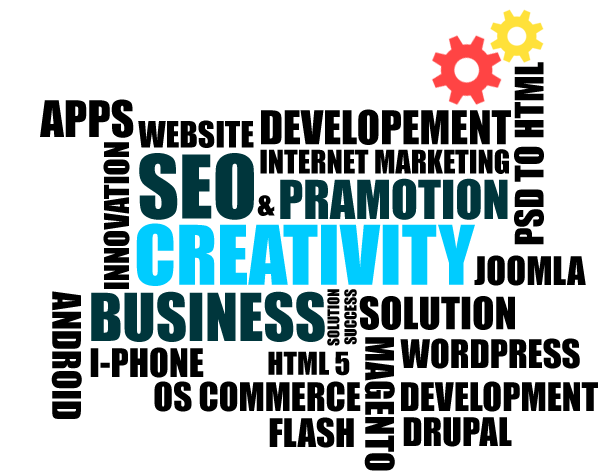 APPS
WEBSITE
DEVELOPEMENT
PSD TO HTML
INNOVATION
SEO
INTERNET MARKETING
& PRAMOTION
CREATIVITY
JOOMLA
ANDROID
BUSINESS
SOLUTION
SUCCESS
SOLUTION
I-PHONE
HTML 5
MAGENTO
WORDPRESS
OS COMMERCE
DEVELOPMENT
FLASH
DRUPAL